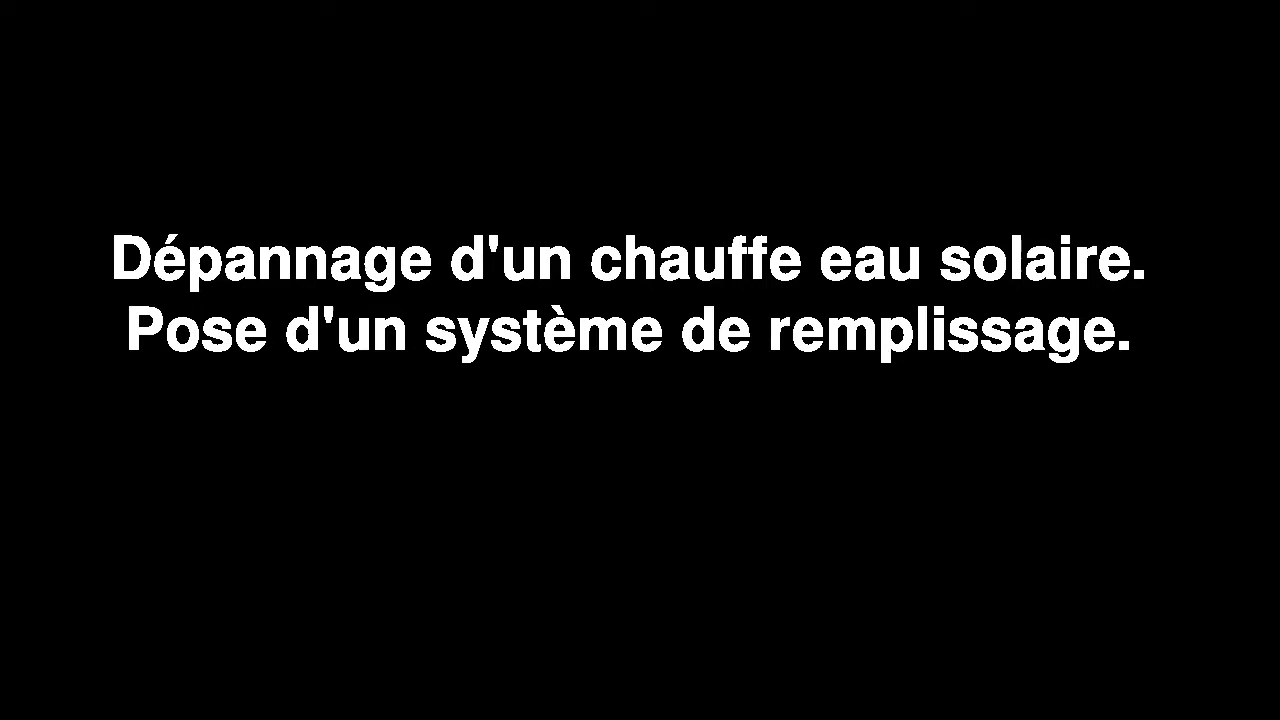 Dépannage d'un chauffe eau solaire.
Pose d'un système de remplissage.